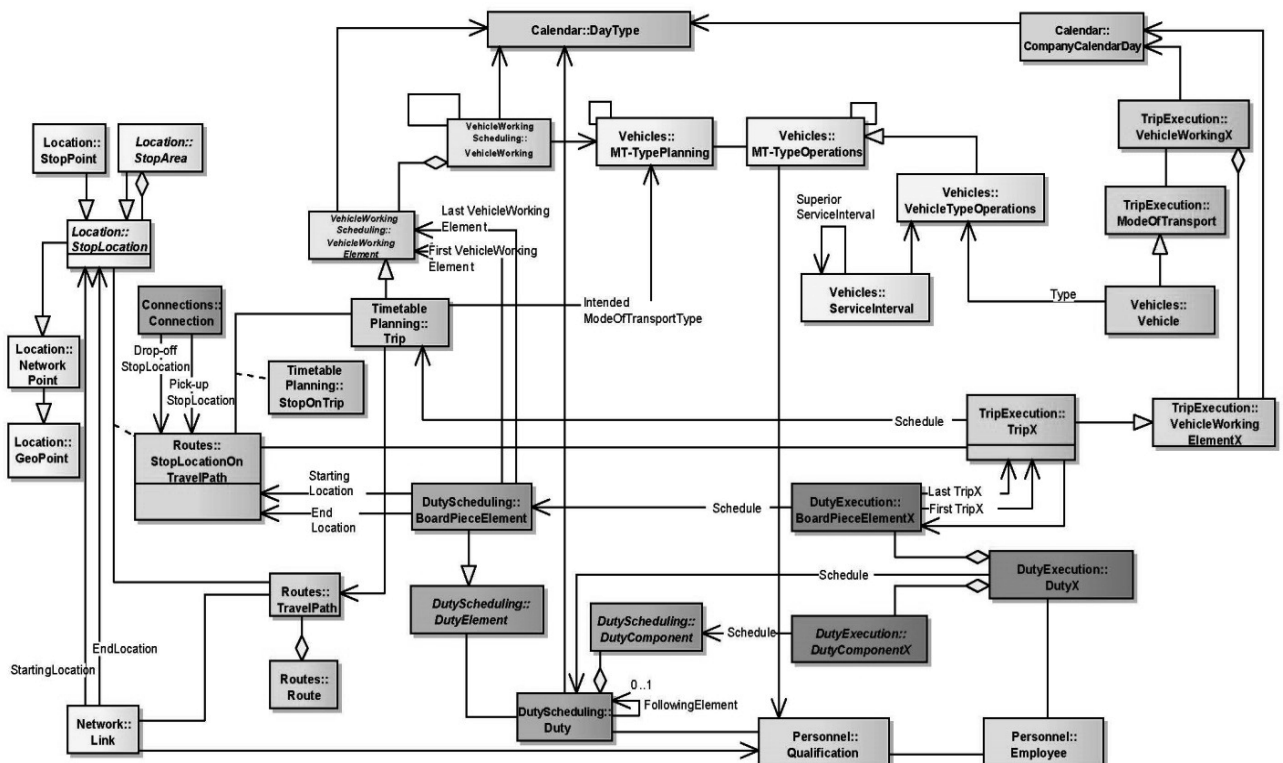 Calendar::DayType
Calendar::
CompanyCalendarDay
Location::
StopPoint
Location::
StopArea
VehicleWorking
Scheduling::
VehicleWorking
Vehicles::
MT-TypePlanning
Vehicles::
MT-TypeOperations
TripExecution::
VehicleWorkingX
Vehicles::
VehicleTypeOperations
TripExecution::
ModeOfTransport
Location::
StopLocation
VehicleWorking
Scheduling::
VehicleWorking
Element
Last VehicleWorking
Element
First VehicleWorking
Element
Superior
ServiceInterval
Vehicles::
ServiceInterval
Type
Vehicles::
Vehicle
Connections::
Connection
Timetable
Planning::
Trip
Intended
ModeOfTransportType
Location::
Network
Point
Drop-off
StopLocation
Pick-up
StopLocation
Timetable
Planning::
StopOnTrip
Location::
GeoPoint
Routes::
StopLocationOn
TravelPath
Schedule
TripExecution::
TripX
TripExecution::
VehicleWorking
ElementX
Starting
Location
End
Location
DutyScheduling::
BoardPieceElement
Schedule
DutyExecution::
BoardPieceElementX
Last TripX
First TripX
Routes::
TravelPath
DutyScheduling::
DutyElement
Schedule
DutyExecution::
DutyX
DutyScheduling::
DutyComponent
Schedule
DutyExecution::
DutyComponentX
EndLocation
StartingLocation
Routes::
Route
0..1
FollowingElement
Network::
Link
DutyScheduling::
Duty
Personnel::
Qualification
Personnel::
Employee